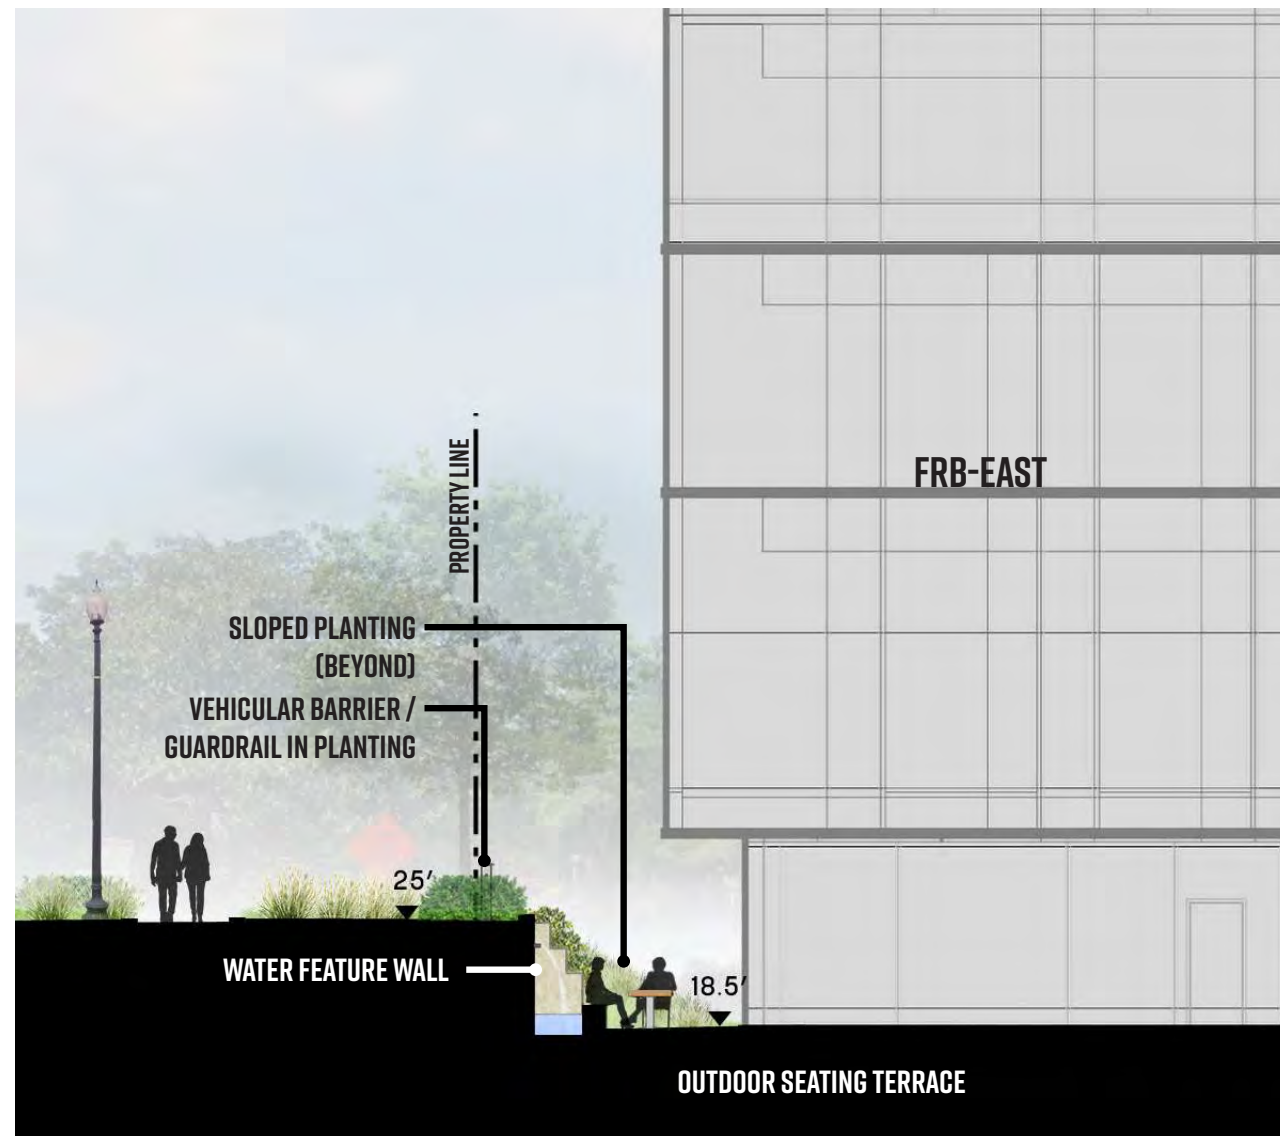 FRB-EAST
PROPERTY LINE
SLOPED PLANTING
(BEYOND)
VEHICULAR BARRIER /
GUARDRAIL IN PLANTING
25'
WATER FEATURE WALL
18.5'
OUTDOOR SEATING TERRACE